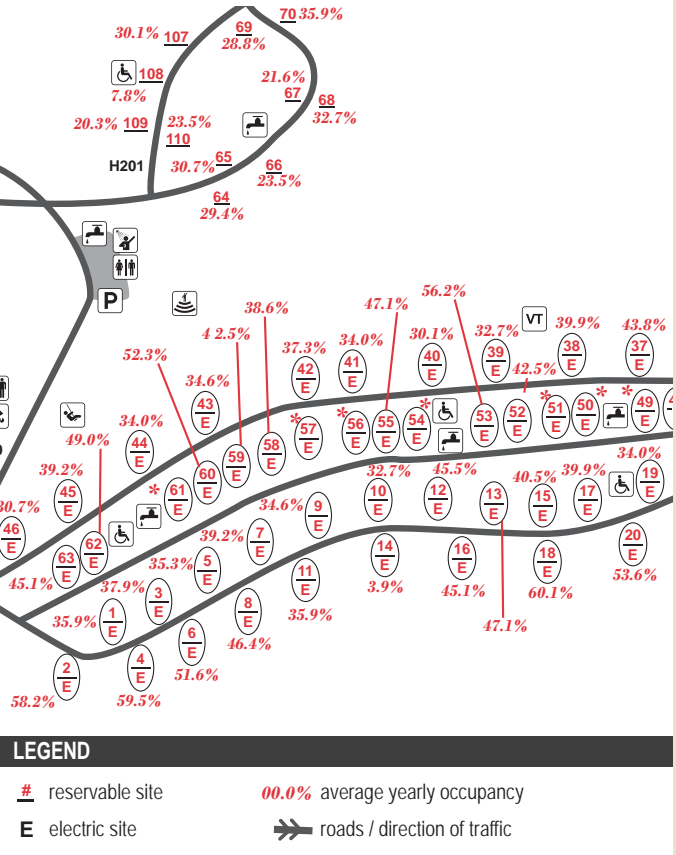 70 35.9%
69
28.8%
30.1% 107
108
7.8%
21.6%
67
68
32.7%
20.3% 109
23.5%
110
H201
30.7% 65
66
23.5%
64
29.4%
P
VT
38.6%
47.1%
56.2%
4 2.5%
52.3%
37.3%
34.0%
30.1%
32.7%
39.9%
43.8%
42
E
41
E
40
E
39
E
38
E
37
E
42.5%
34.6%
43
E
34.0%
44
E
49.0%
39.2%
45
E
30.7%
46
E
45.1%
63
E
62
E
*
61
E
60
E
59
E
58
E
*
57
E
*
56
E
55
E
54
E
*
53
E
52
E
*
51
E
50
E
*
*
49
E
34.0%
19
E
32.7%
10
E
45.5%
12
E
13
E
40.5%
15
E
39.9%
17
E
34.6%
9
E
39.2%
7
E
35.3%
5
E
37.9%
3
E
35.9%
1
E
2
E
58.2%
4
E
59.5%
6
E
51.6%
8
E
46.4%
11
E
35.9%
14
E
3.9%
16
E
45.1%
47.1%
18
E
60.1%
20
E
53.6%
LEGEND
# reservable site
00.0% average yearly occupancy
E electric site
roads / direction of traffic